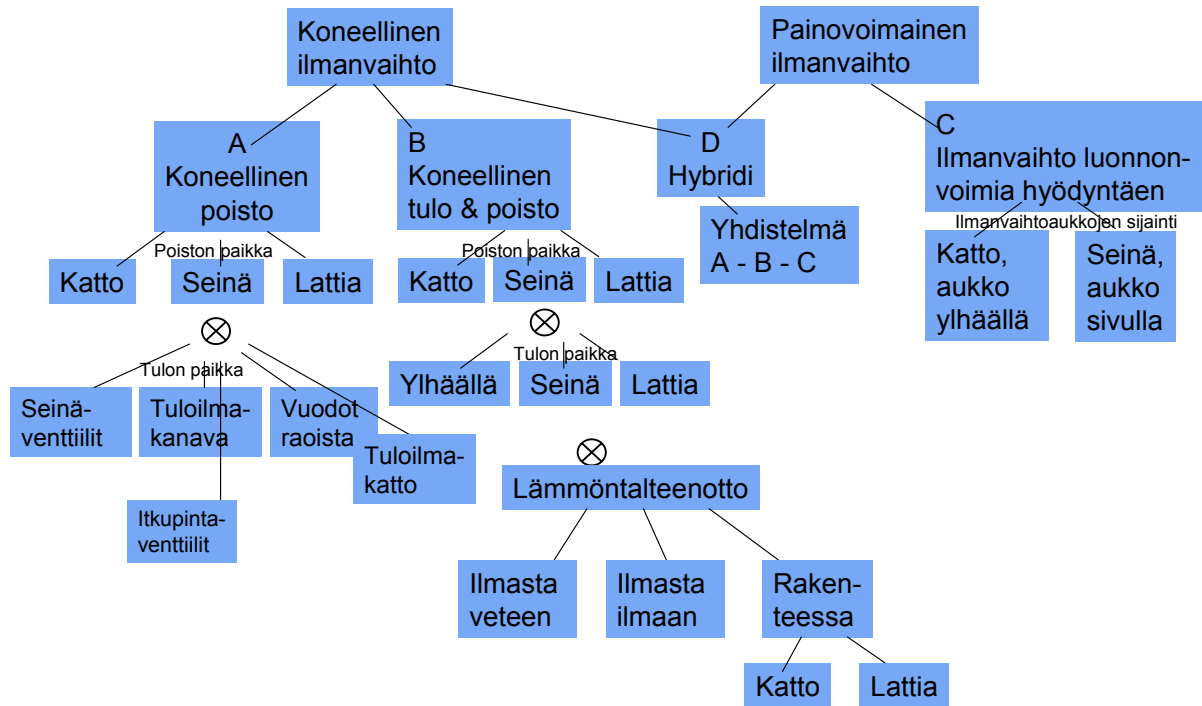 Koneellinen
ilmanvaihto
Painovoimainen
ilmanvaihto
A
Koneellinen
poisto
B
Koneellinen
tulo & poisto
D
Hybridi
C
Ilmanvaihto luonnon-
voimia hyödyntäen
Poiston paikka
Katto
Seinä
Lattia
Poiston paikka
Katto
Seinä
Lattia
Yhdistelmä
A - B - C
Ilmanvaihtoaukkojen sijainti
Katto,
aukko
ylhäällä
Seinä,
aukko
sivulla
Tulon paikka
Seinä-
venttiilit
Tuloilma-
kanava
Vuodot
raoista
Tuloilma-
katto
Itkupinta-
venttiilit
Tulon paikka
Ylhäällä
Seinä
Lattia
Lämmöntalteenotto
Ilmasta
veteen
Ilmasta
ilmaan
Raken-
teessa
Katto
Lattia